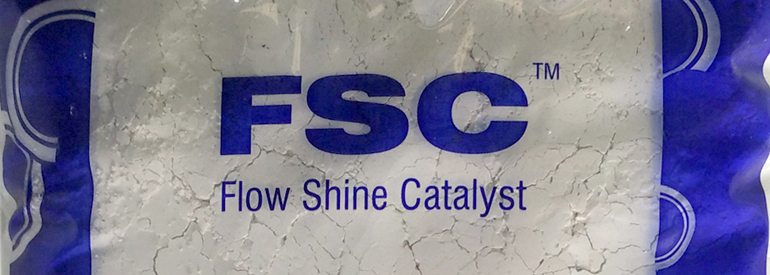 FSC™
Flow Shine Catalyst